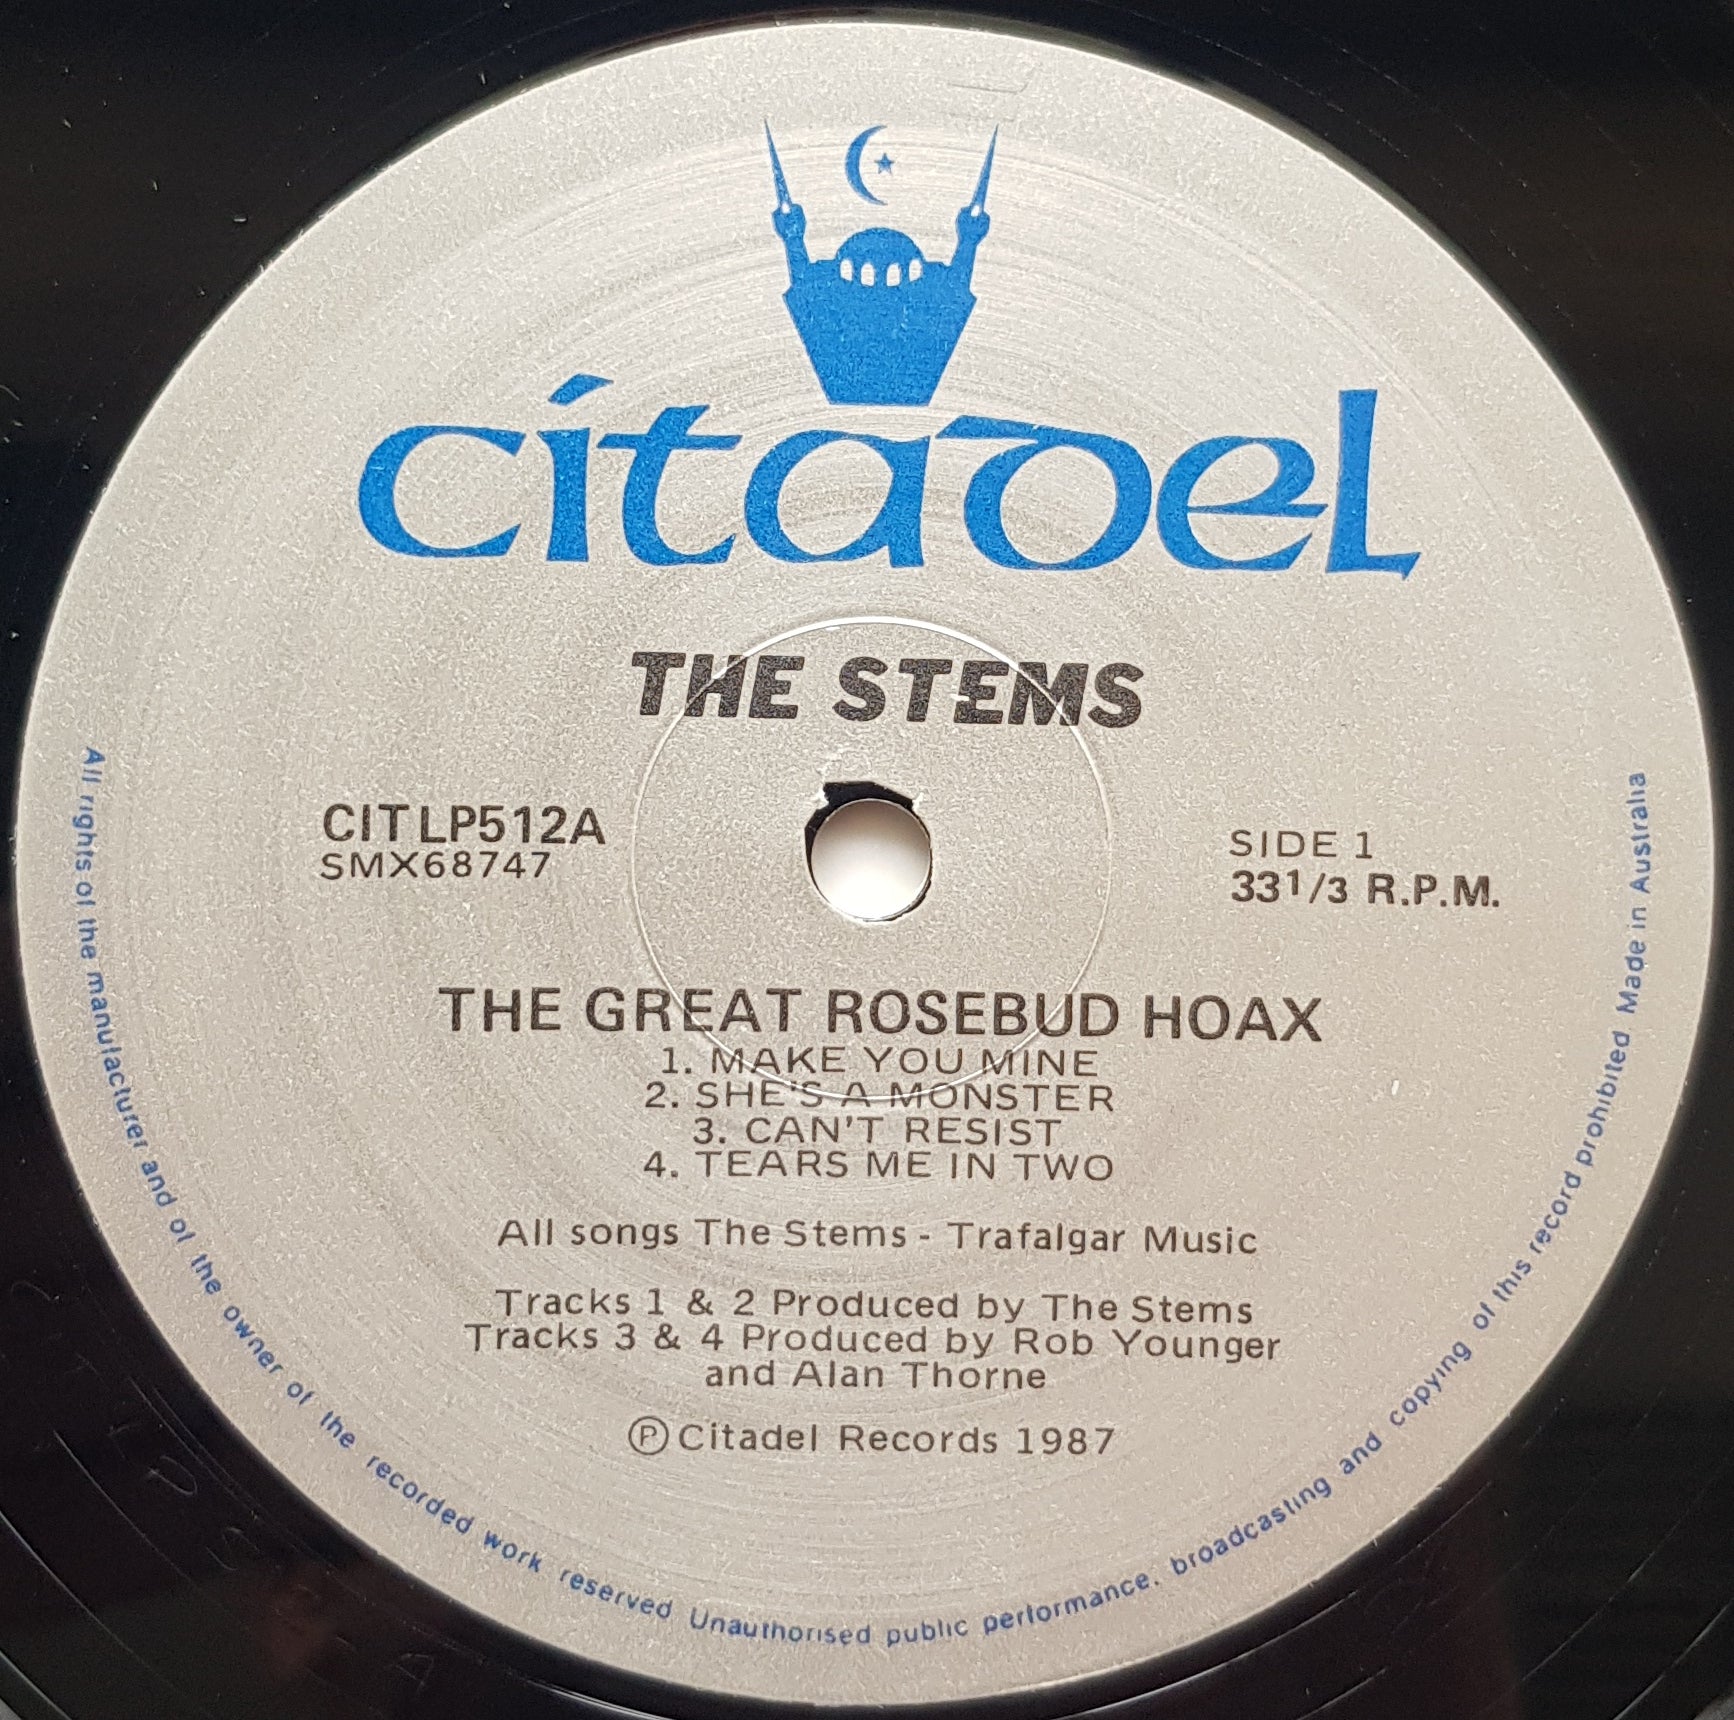 citadel
THE STEMS
CITLP512A
SMX68747
SIDE 1
33 1/3 R.P.M.
THE GREAT ROSEBUD HOAX
1. MAKE YOU MINE
2. SHE'S A MONSTER
3. CAN'T RESIST
4. TEARS ME IN TWO
All songs The Stems - Trafalgar Music
Tracks 1 & 2 Produced by The Stems
Tracks 3 & 4 Produced by Rob Younger
and Alan Thorne
Ⓟ Citadel Records 1987
All rights of the manufacturer and of the owner of the recorded work reserved Unauthorised public performance. broadcasting and copying of this record prohibited Made in Australia